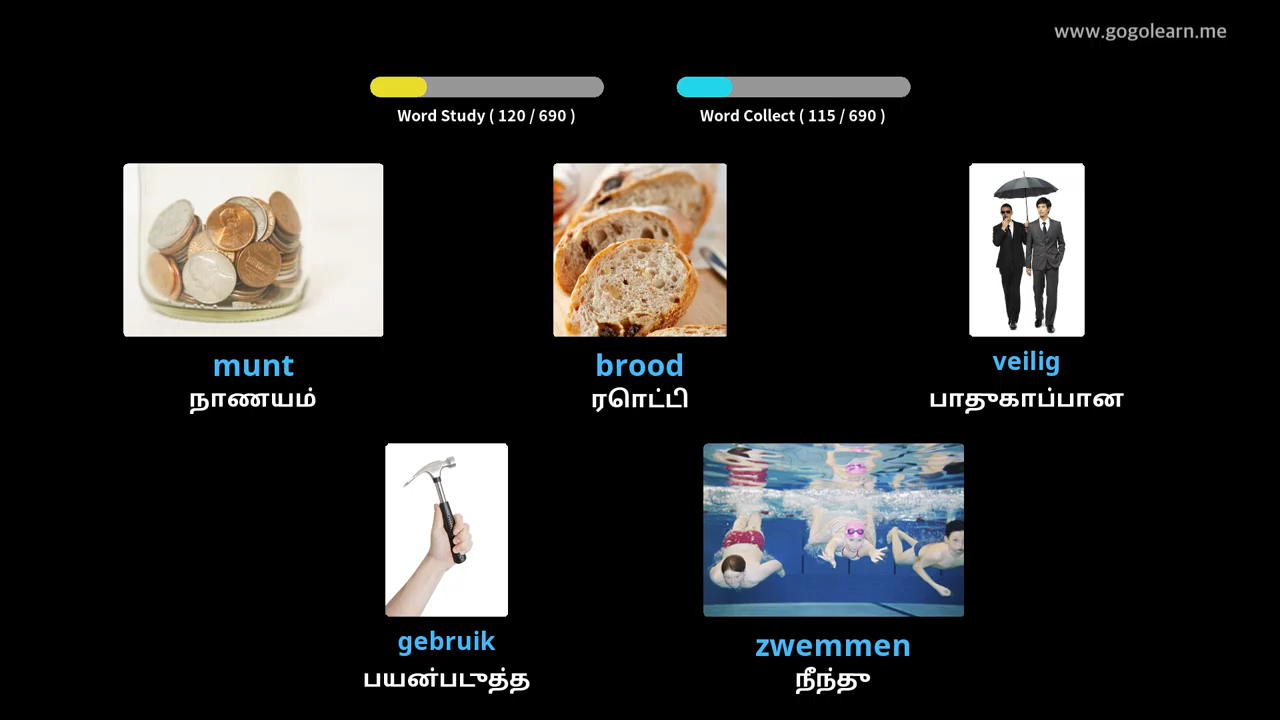 www.gogolearn.me
Word Study ( 120 / 690 )
Word Collect ( 115 / 690 )
munt
brood
veilig
நாணயம்
ரொட்டி
பாதுகாப்பான
gebruik
zwemmen
பயன்படுத்த
நீந்து